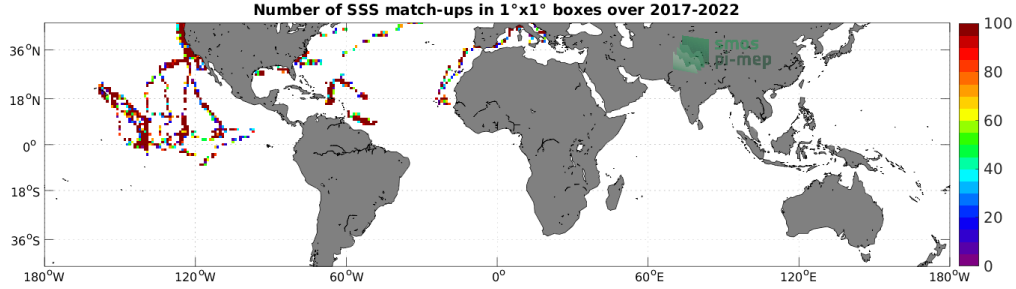 Number of SSS match-ups in 1°x1° boxes over 2017-2022
smos
pi-mep
36°N
18°N
0°
18°S
36°S
180°W
120°W
60°W
0°
60°E
120°E
180°W
100
80
60
40
20
0